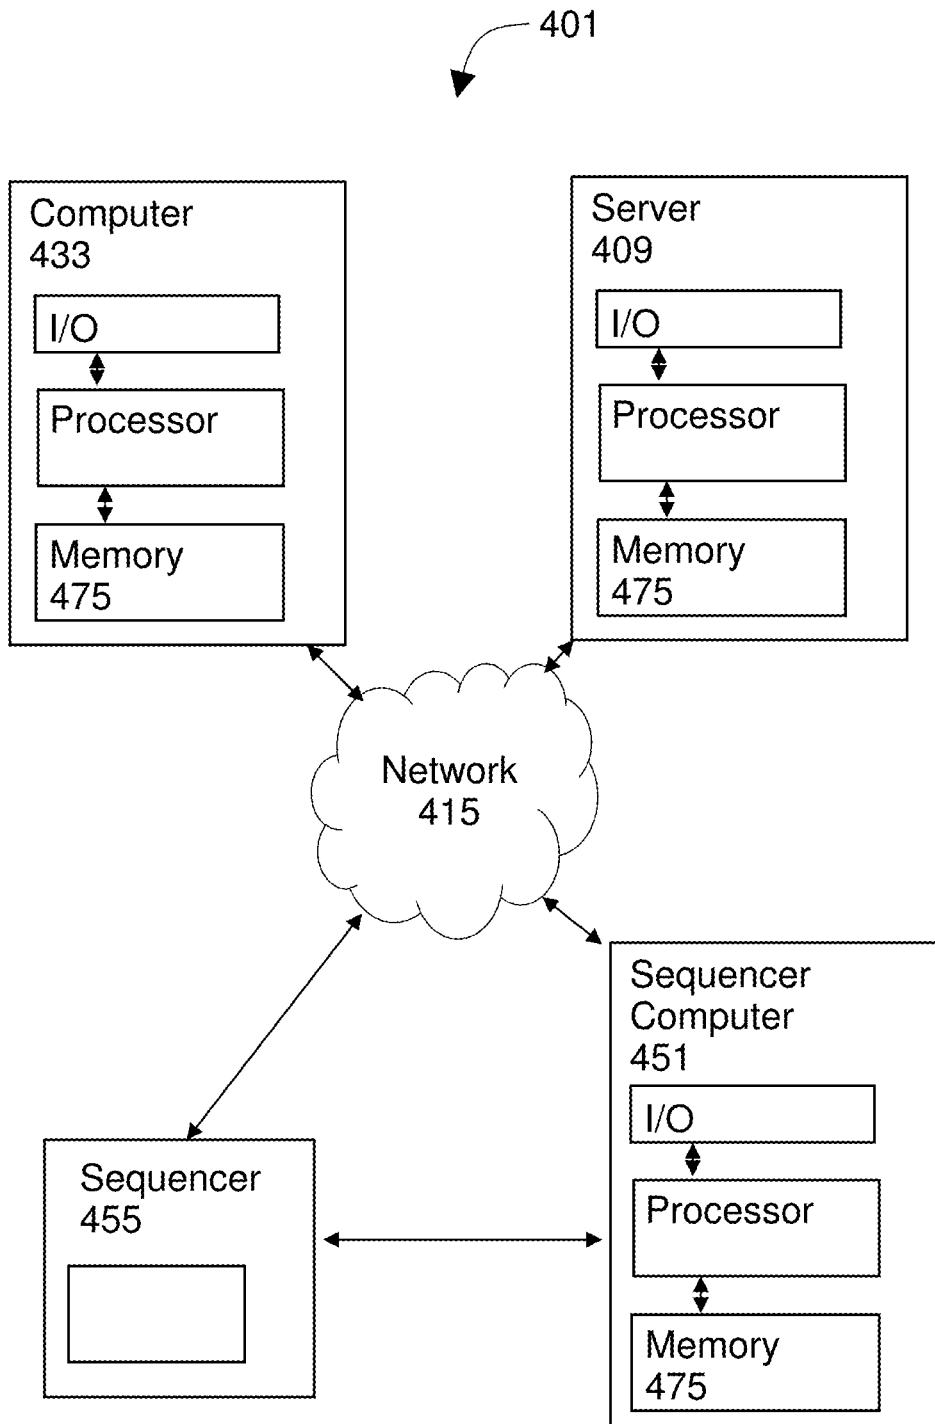 401
Computer
433
I/O
Processor
Memory
475
Server
409
I/O
Processor
Memory
475
Network
415
Sequencer
455
Sequencer
Computer
451
I/O
Processor
Memory
475